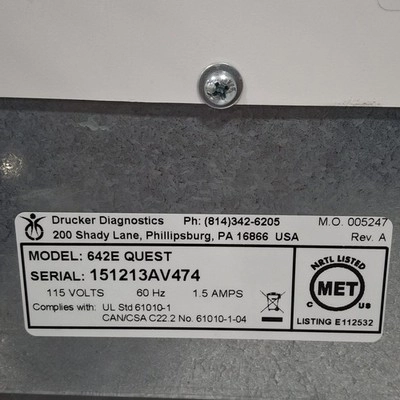 Drucker Diagnostics Ph: (814)342-6205 M.O. 005247
200 Shady Lane, Phillipsburg, PA 16866 USA Rev. A
MODEL: 642E QUEST
SERIAL: 151213AV474
115 VOLTS 60 Hz 1.5 AMPS
Complies with: UL Std 61010-1
CAN/CSA C22.2 No. 61010-1-04
NRTL LISTED
MET
C US
LISTING E112532